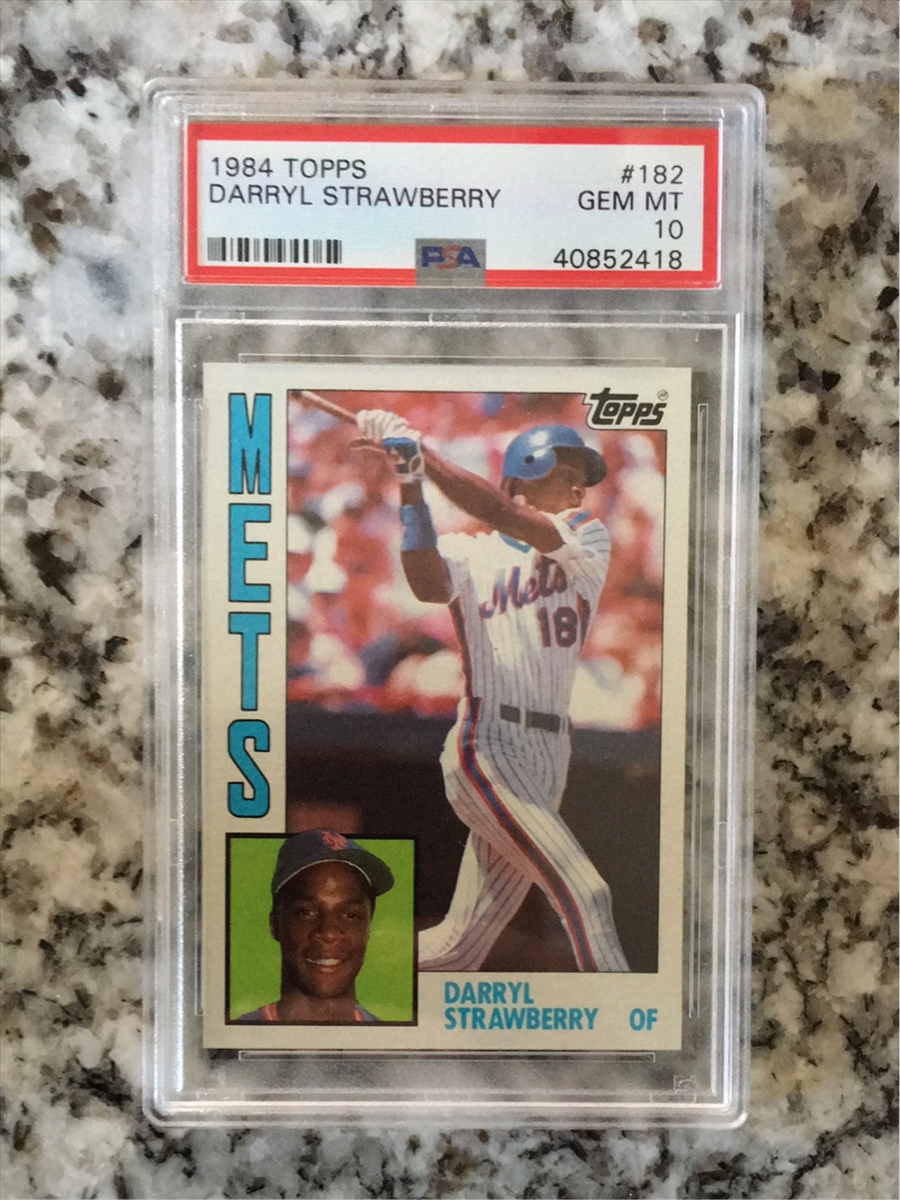 1984 TOPPS
#182
DARRYL STRAWBERRY
GEM MT
10
PSA
40852418
METS
Topps
Mets
18
DARRYL
STRAWBERRY OF